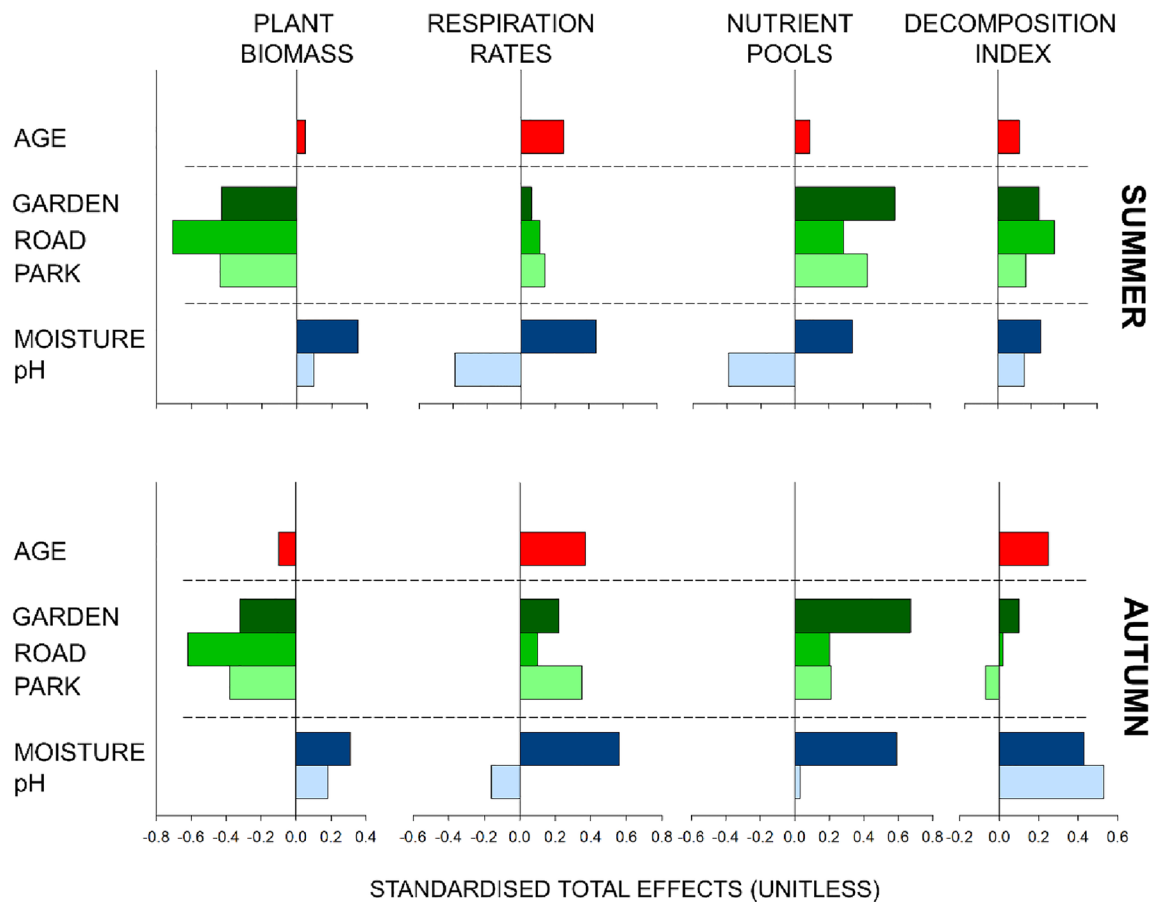 PLANT BIOMASS
RESPIRATION RATES
NUTRIENT POOLS
DECOMPOSITION INDEX
AGE
GARDEN
ROAD
PARK
MOISTURE
pH
SUMMER
AGE
GARDEN
ROAD
PARK
MOISTURE
pH
AUTUMN
-0.8 -0.6 -0.4 -0.2 0.0 0.2 0.4
-0.6 -0.4 -0.2 0.0 0.2 0.4 0.6 0.8
-0.6 -0.4 -0.2 0.0 0.2 0.4 0.6 0.8
-0.2 0.0 0.2 0.4 0.6
STANDARDISED TOTAL EFFECTS (UNITLESS)